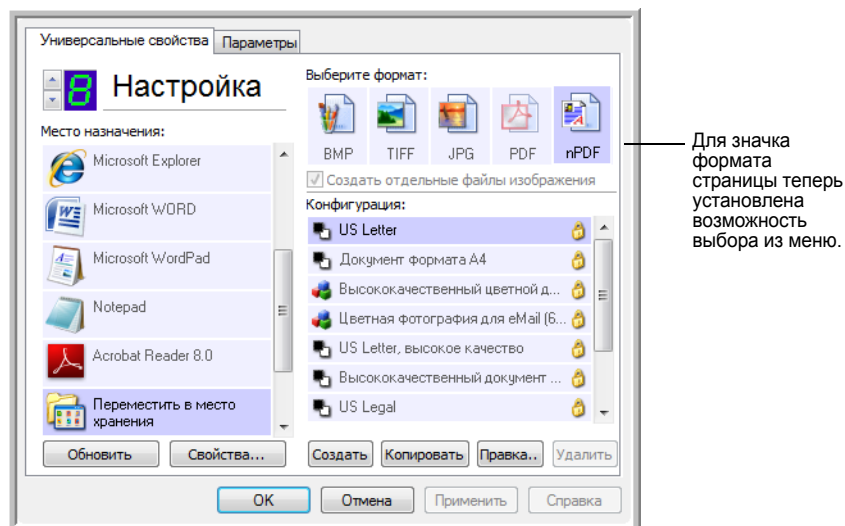 Универсальные свойства
Параметры
8
Настройка
Место назначения:
Microsoft Explorer
Microsoft WORD
Microsoft WordPad
Notepad
Acrobat Reader 8.0
Переместить в место
хранения
Обновить
Свойства...
Выберите формат:
BMP
TIFF
JPG
PDF
nPDF
Создать отдельные файлы изображения
Конфигурация:
US Letter
Документ формата A4
Высококачественный цветной д...
Цветная фотография для eMail (6...
US Letter, высокое качество
Высококачественный документ ...
US Legal
Создать
Копировать
Правка..
Удалить
OK
Отмена
Применить
Справка
Для значка
формата
страницы теперь
установлена
возможность
выбора из меню.